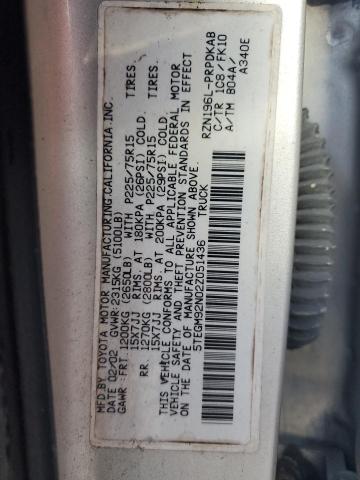 MFD.BY TOYOTA MOTOR MANUFACTURING CALIFORNIA, INC.
DATE 02/02 GVWR:2315KG (5100LB)
GAWR : FRT.1200KG (2650LB) WITH P225/75R15 TIRES.
15X7JJ RIMS, AT 180KPA (26PSI) COLD.
RR. 1270KG (2800LB) WITH P225/75R15 TIRES.
15X7JJ RIMS, AT 200KPA (29PSI) COLD.
THIS VEHICLE CONFORMS TO ALL APPLICABLE FEDERAL MOTOR
VEHICLE SAFETY AND THEFT PREVENTION STANDARDS IN EFFECT
ON THE DATE OF MANUFACTURE SHOWN ABOVE.
5TEGM92N02Z051436 TRUCK
RZN196L-PRPDKAB
C/TR 1C8/FK10
A/TM B04A/
A340E